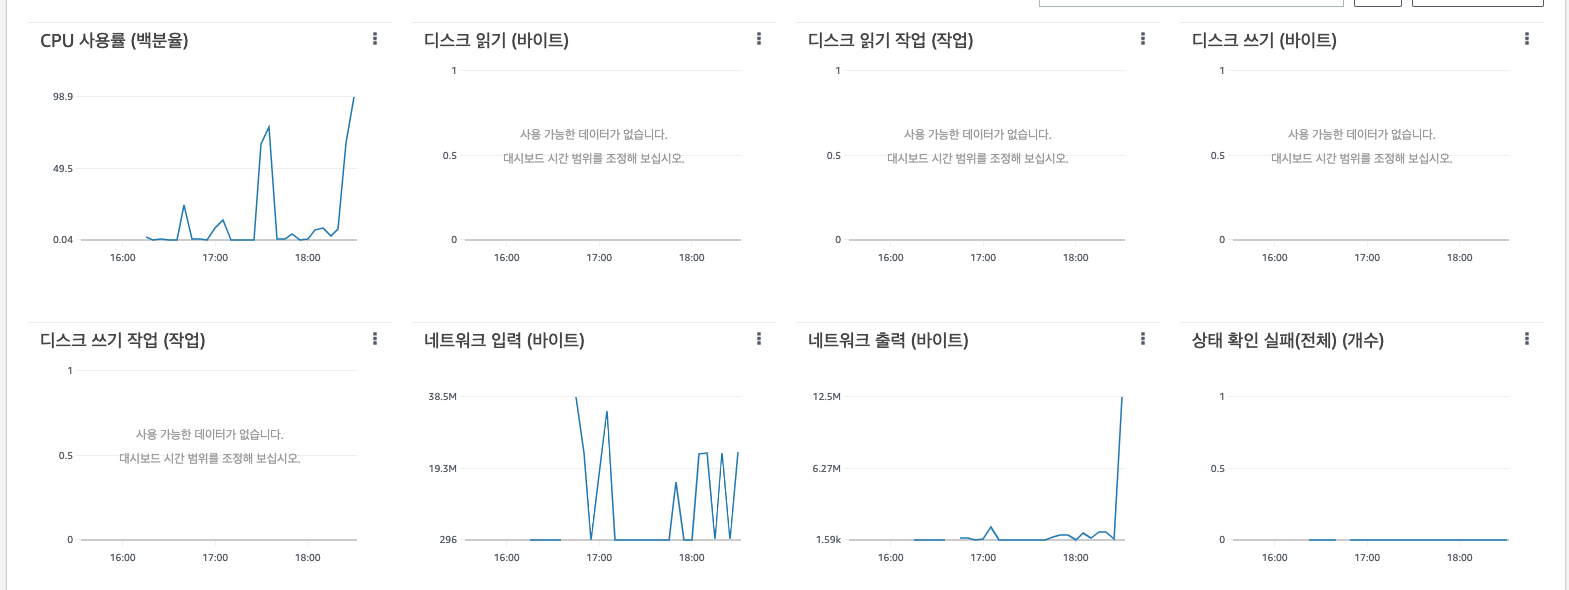 CPU 사용률 (백분율)
98.9
49.5
0.04
16:00 17:00 18:00
디스크 읽기 (바이트)
1
사용 가능한 데이터가 없습니다.
0.5
대시보드 시간 범위를 조정해 보십시오.
0
16:00 17:00 18:00
디스크 읽기 작업 (작업)
1
사용 가능한 데이터가 없습니다.
0.5
대시보드 시간 범위를 조정해 보십시오.
0
16:00 17:00 18:00
디스크 쓰기 (바이트)
1
사용 가능한 데이터가 없습니다.
0.5
대시보드 시간 범위를 조정해 보십시오.
0
16:00 17:00 18:00
디스크 쓰기 작업 (작업)
1
사용 가능한 데이터가 없습니다.
0.5
대시보드 시간 범위를 조정해 보십시오.
0
16:00 17:00 18:00
네트워크 입력 (바이트)
38.5M
19.3M
296
16:00 17:00 18:00
네트워크 출력 (바이트)
12.5M
6.27M
1.59k
16:00 17:00 18:00
상태 확인 실패(전체) (개수)
1
0.5
0
16:00 17:00 18:00